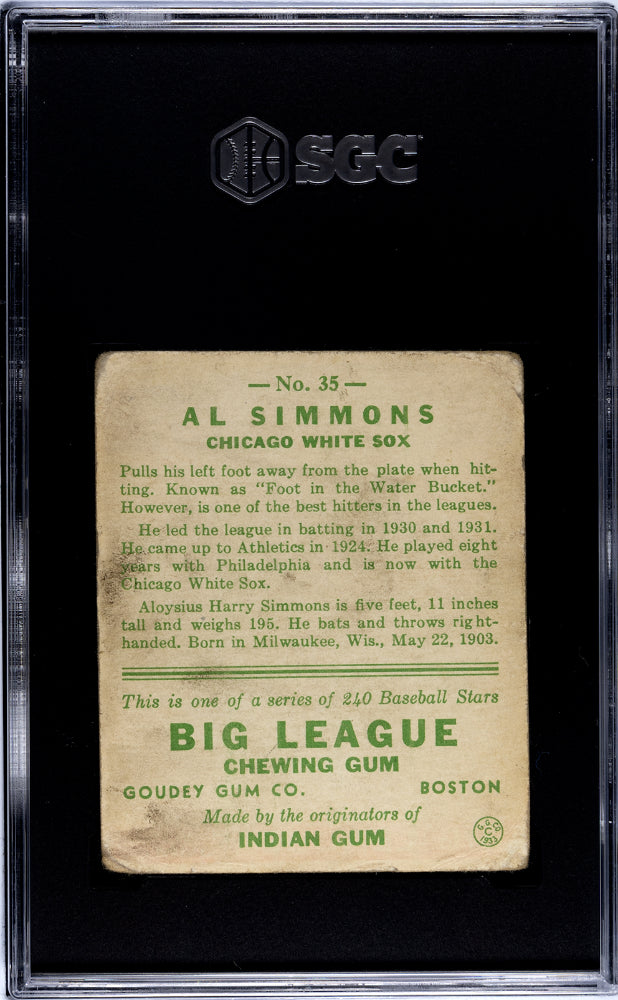 SGC
— No. 35 —
AL SIMMONS
CHICAGO WHITE SOX
Pulls his left foot away from the plate when hit-
ting. Known as "Foot in the Water Bucket."
However, is one of the best hitters in the leagues.
He led the league in batting in 1930 and 1931.
He came up to Athletics in 1924. He played eight
years with Philadelphia and is now with the
Chicago White Sox.
Aloysius Harry Simmons is five feet, 11 inches
tall and weighs 195. He bats and throws right-
handed. Born in Milwaukee, Wis., May 22, 1903.
This is one of a series of 240 Baseball Stars
BIG LEAGUE
CHEWING GUM
GOUDEY GUM CO. BOSTON
Made by the originators of
INDIAN GUM
G. G. CO
C
1933